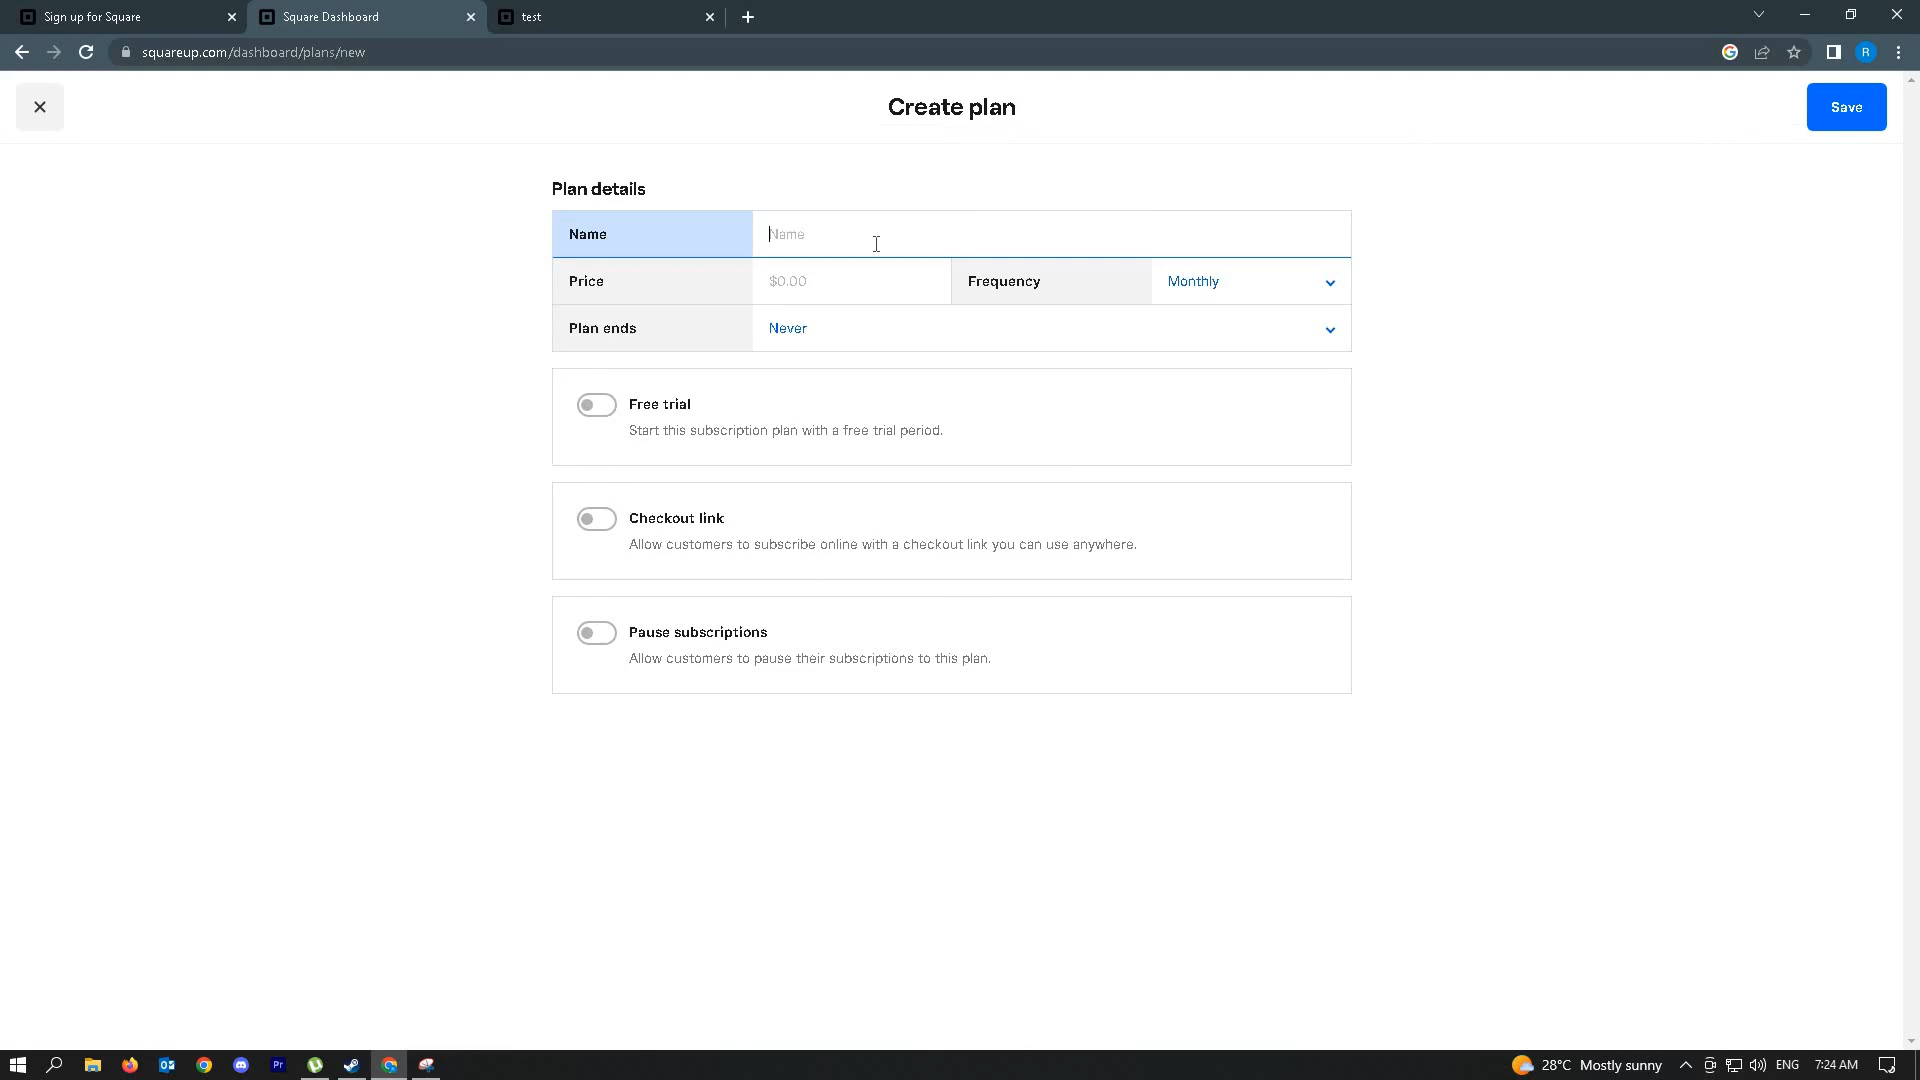 Sign up for Square
Square Dashboard
test
squareup.com/dashboard/plans/new
R
Create plan
Save
Plan details
Name
Name
Price
$0.00
Frequency
Monthly
Plan ends
Never
Free trial
Start this subscription plan with a free trial period.
Checkout link
Allow customers to subscribe online with a checkout link you can use anywhere.
Pause subscriptions
Allow customers to pause their subscriptions to this plan.
Pr
28°C Mostly sunny
ENG
7:24 AM